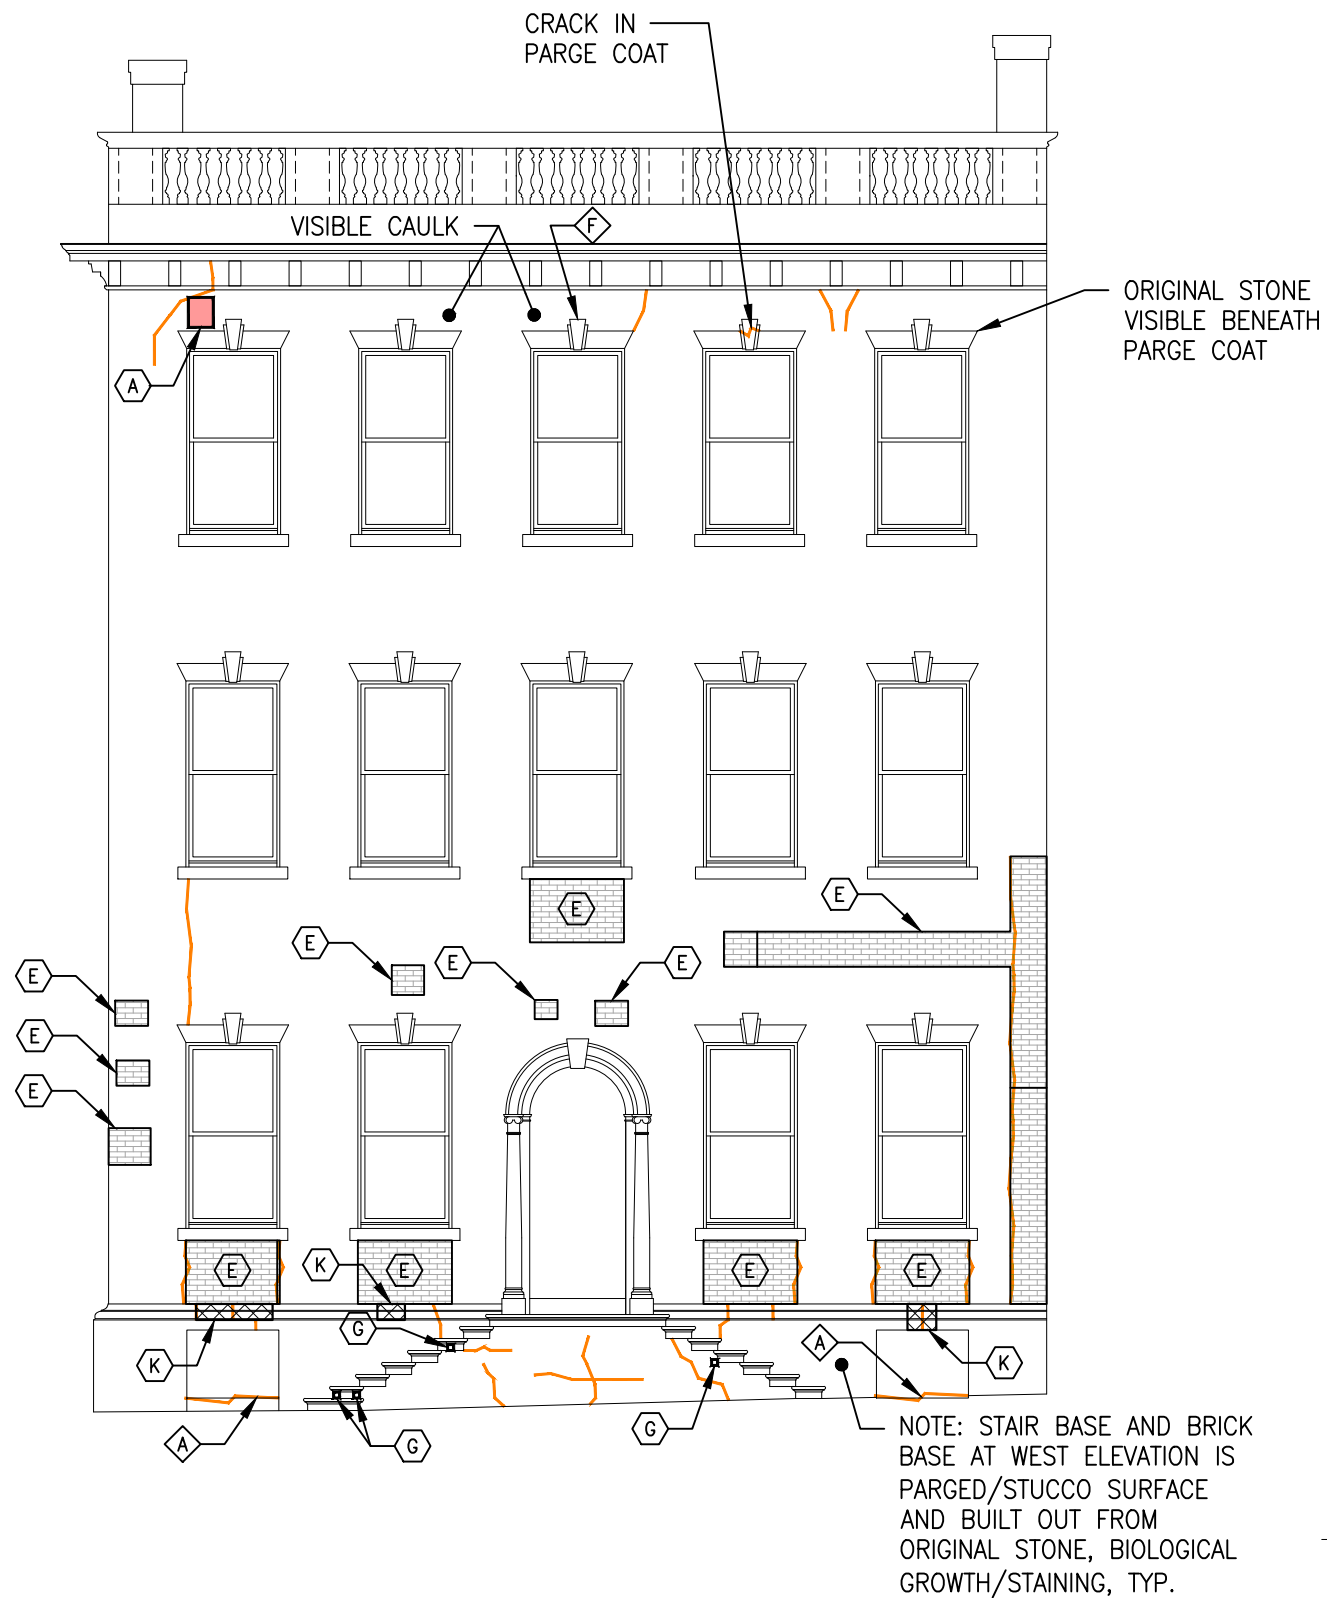 CRACK IN
PARGE COAT
VISIBLE CAULK
F
ORIGINAL STONE
VISIBLE BENEATH
PARGE COAT
A
E
E
E
E
E
E
E
E
E
E
K
E
E
E
G
K
A
K
A
G
G
NOTE: STAIR BASE AND BRICK
BASE AT WEST ELEVATION IS
PARGED/STUCCO SURFACE
AND BUILT OUT FROM
ORIGINAL STONE, BIOLOGICAL
GROWTH/STAINING, TYP.